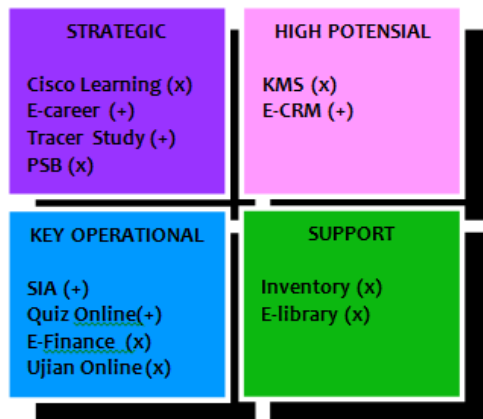 STRATEGIC
Cisco Learning (x)
E-career (+)
Tracer Study (+)
PSB (x)
HIGH POTENSIAL
KMS (x)
E-CRM (+)
KEY OPERATIONAL
SIA (+)
Quiz Online(+)
E-Finance (x)
Ujian Online (x)
SUPPORT
Inventory (x)
E-library (x)